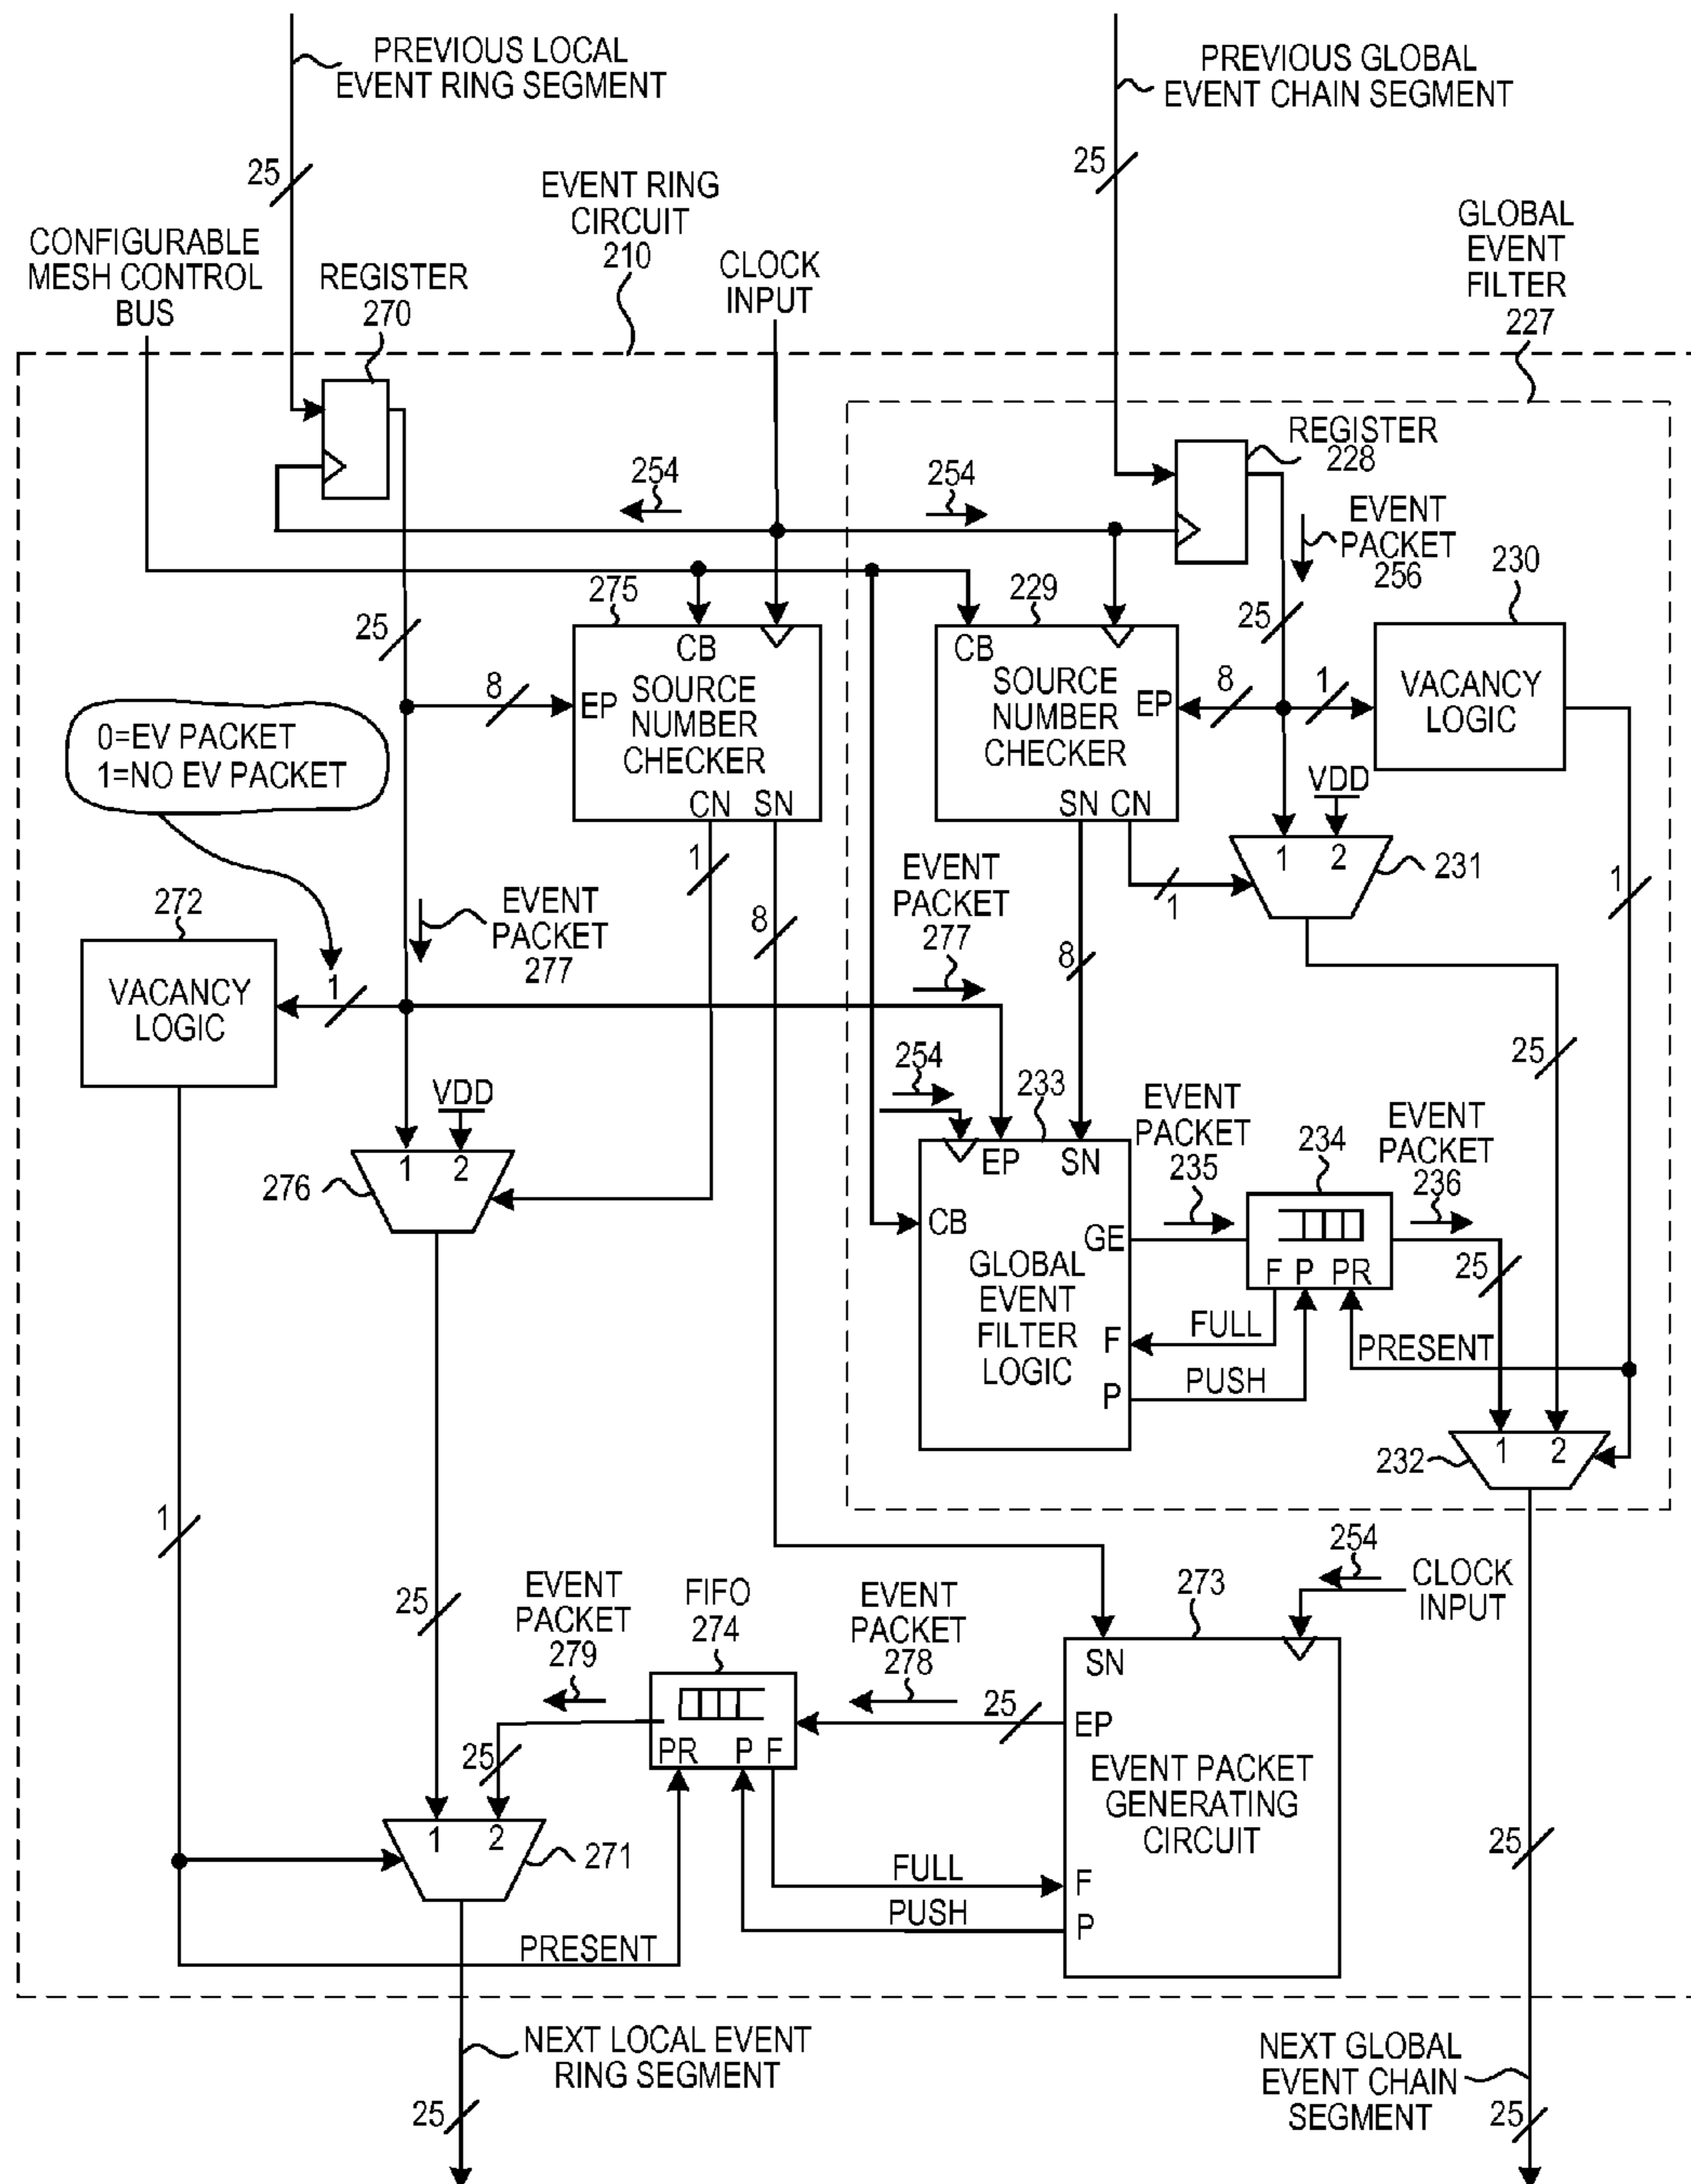 PREVIOUS LOCAL
EVENT RING SEGMENT
PREVIOUS GLOBAL
EVENT CHAIN SEGMENT
25
25
EVENT RING
CIRCUIT
210
CONFIGURABLE
MESH CONTROL
BUS
REGISTER
270
CLOCK
INPUT
GLOBAL
EVENT
FILTER
227
REGISTER
228
254
254
EVENT
PACKET
256
230
275
229
25
25
CB
CB
8
EP
SOURCE
NUMBER
CHECKER
CN
SN
SOURCE
NUMBER
CHECKER
EP
SN
CN
8
1
VACANCY
LOGIC
VDD
0=EV PACKET
1=NO EV PACKET
1
2
231
1
1
1
8
272
EVENT
PACKET
277
EVENT
PACKET
277
8
VACANCY
LOGIC
1
25
254
233
VDD
1
2
276
EP
SN
CB
GE
GLOBAL
EVENT
FILTER
LOGIC
F
P
EVENT
PACKET
235
234
EVENT
PACKET
236
F
P
PR
25
FULL
PUSH
PRESENT
1
2
232
1
25
EVENT
PACKET
279
FIFO
274
EVENT
PACKET
278
273
254
CLOCK
INPUT
SN
25
EP
EVENT PACKET
GENERATING
CIRCUIT
F
P
PR
P
F
25
1
2
271
FULL
PUSH
PRESENT
25
NEXT LOCAL EVENT
RING SEGMENT
25
NEXT GLOBAL
EVENT CHAIN
SEGMENT
25